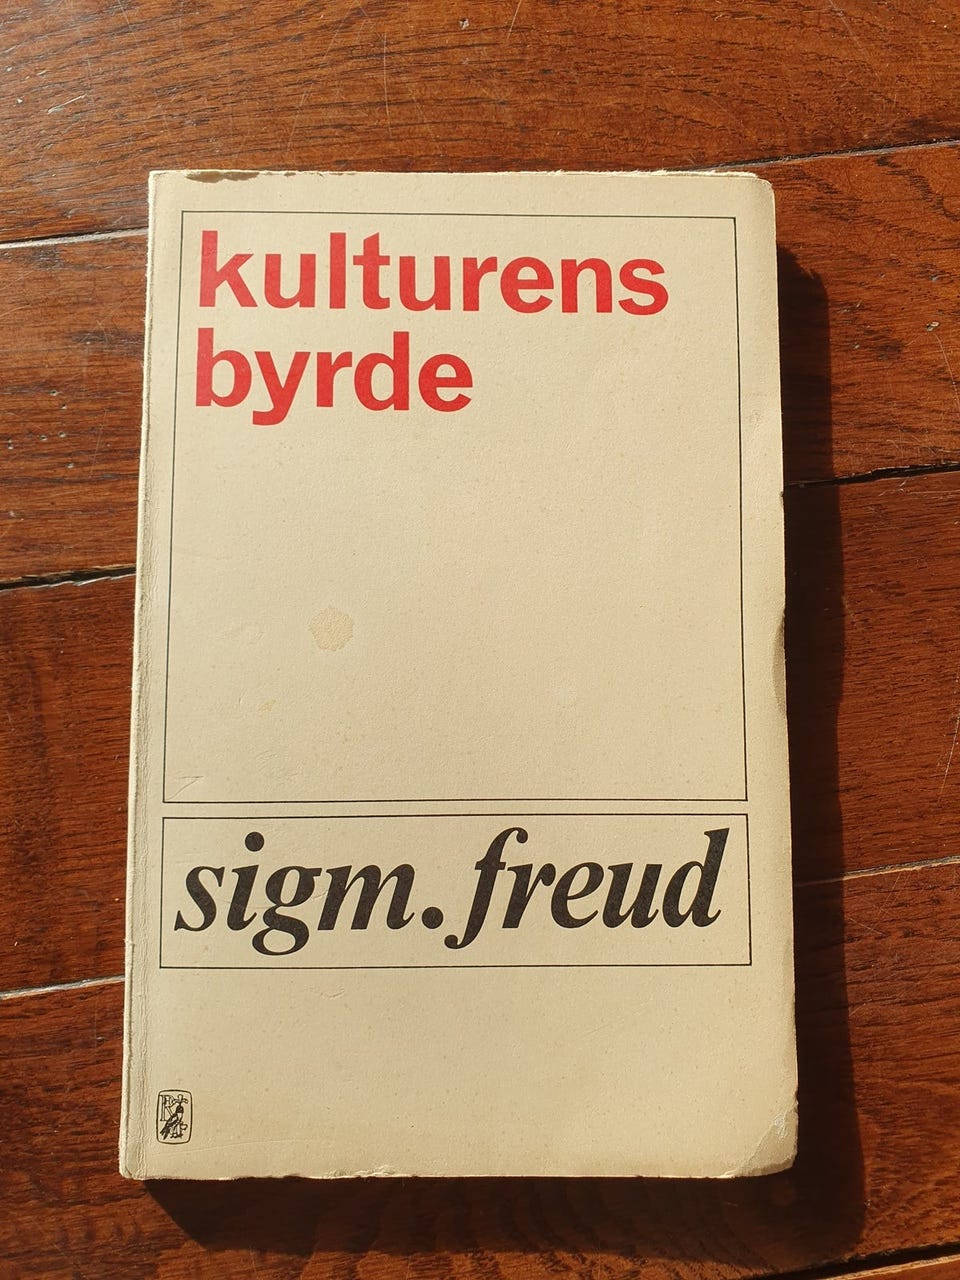 kulturens
byrde
sigm. freud